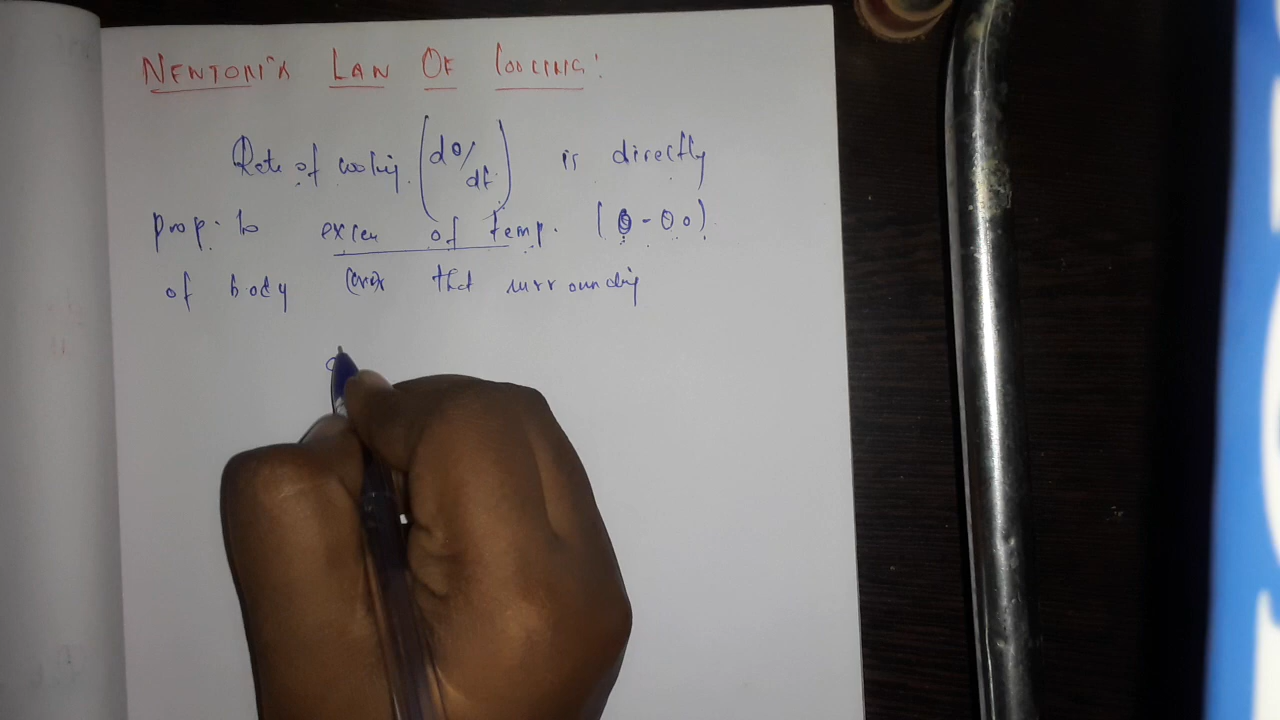 NEWTON'S LAW OF COOLING:
Rate of cooling (dθ/dt) is directly
prop. to excess of temp. (θ-θ0)
of body over that surrounding